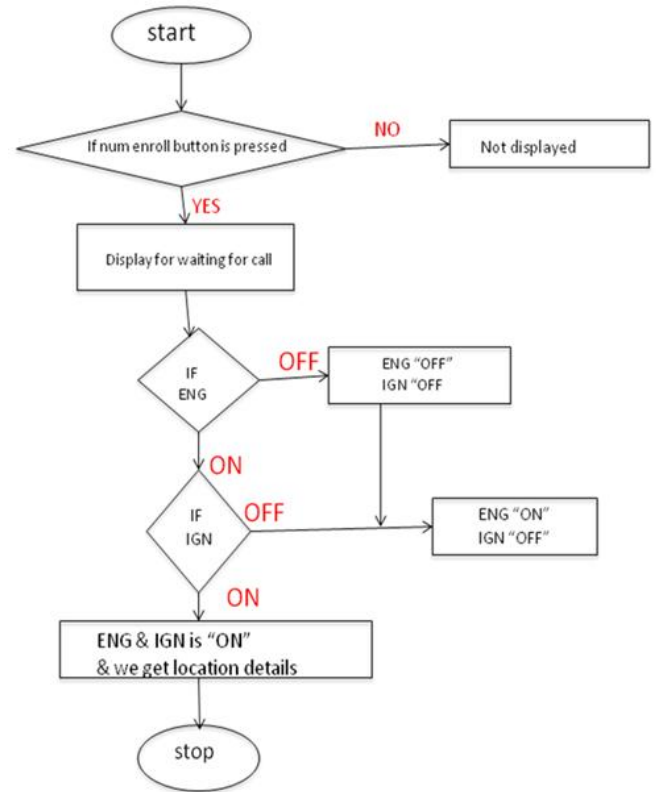 start
If num enroll button is pressed
NO
Not displayed
YES
Display for waiting for call
IF
ENG
OFF
ENG “OFF”
IGN “OFF
ON
IF
IGN
OFF
ENG “ON”
IGN “OFF”
ON
ENG & IGN is “ON”
& we get location details
stop